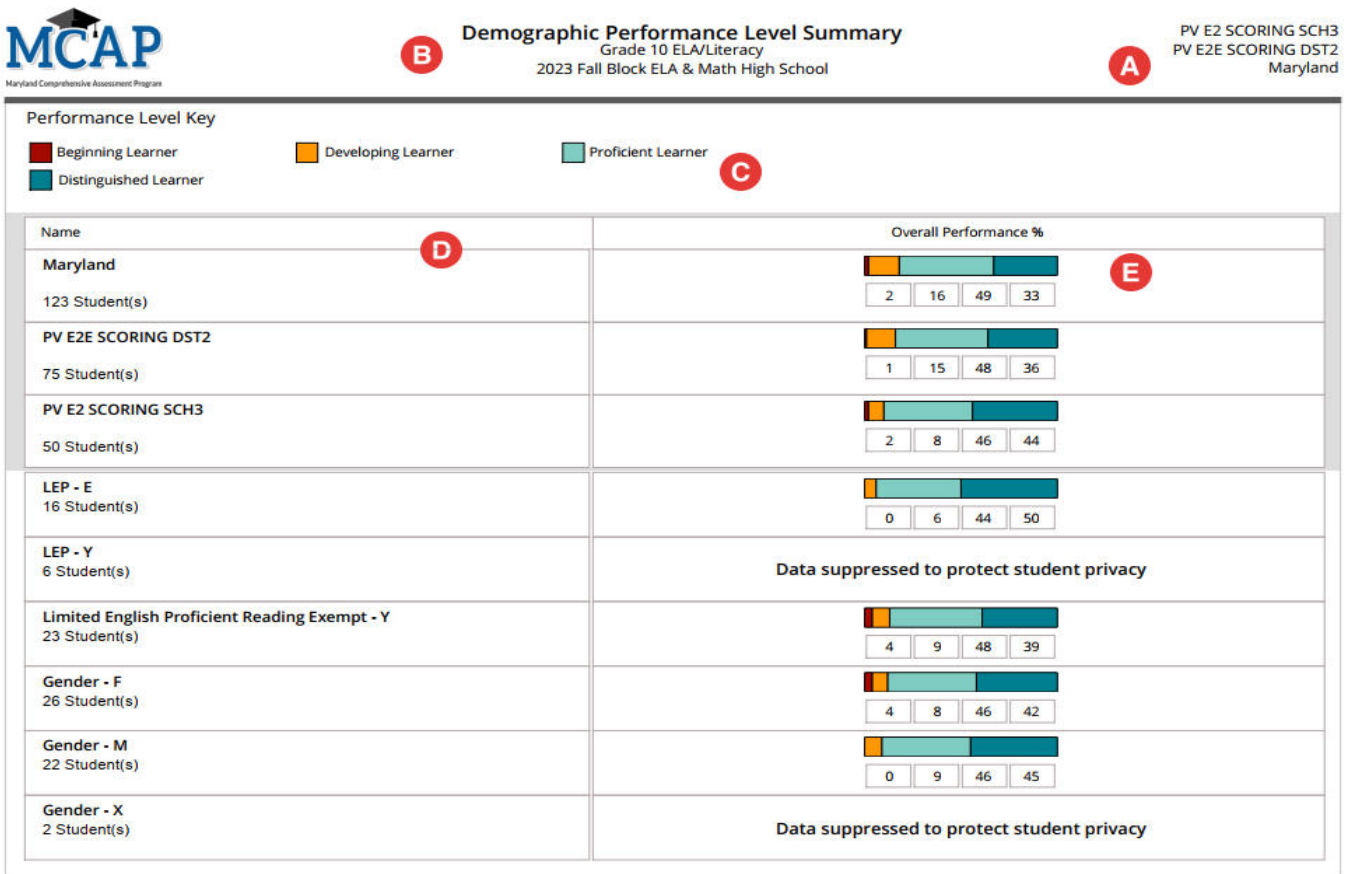 MCAP
Maryland Comprehensive Assessment Program
B
Demographic Performance Level Summary
Grade 10 ELA/Literacy
2023 Fall Block ELA & Math High School
A
PV E2 SCORING SCH3
PV E2E SCORING DST2
Maryland
Performance Level Key
Beginning Learner
Developing Learner
Proficient Learner
Distinguished Learner
C
Name
Overall Performance %
D
E
Maryland
123 Student(s)
2 16 49 33
PV E2E SCORING DST2
75 Student(s)
1 15 48 36
PV E2 SCORING SCH3
50 Student(s)
2 8 46 44
LEP - E
16 Student(s)
0 6 44 50
LEP - Y
6 Student(s)
Data suppressed to protect student privacy
Limited English Proficient Reading Exempt - Y
23 Student(s)
4 9 48 39
Gender - F
26 Student(s)
4 8 46 42
Gender - M
22 Student(s)
0 9 46 45
Gender - X
2 Student(s)
Data suppressed to protect student privacy